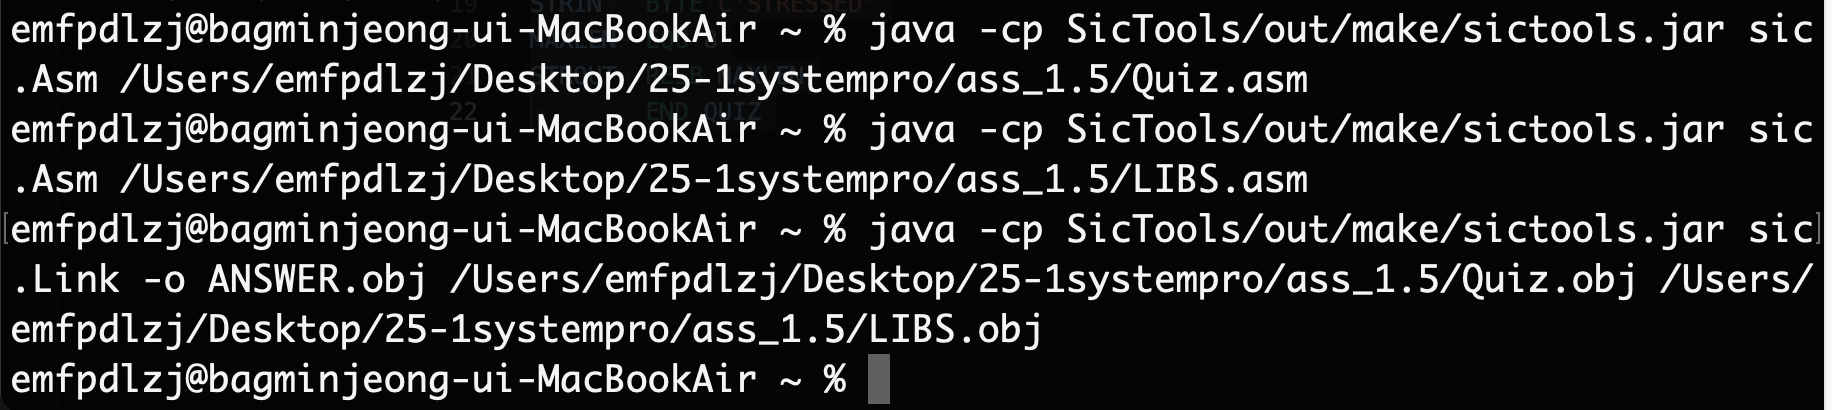 emfpdlzj@bagminjeong-ui-MacBookAir ~ % java -cp SicTools/out/make/sictools.jar sic
.Asm /Users/emfpdlzj/Desktop/25-1systempro/ass_1.5/Quiz.asm
emfpdlzj@bagminjeong-ui-MacBookAir ~ % java -cp SicTools/out/make/sictools.jar sic
.Asm /Users/emfpdlzj/Desktop/25-1systempro/ass_1.5/LIBS.asm
[emfpdlzj@bagminjeong-ui-MacBookAir ~ % java -cp SicTools/out/make/sictools.jar sic]
.Link -o ANSWER.obj /Users/emfpdlzj/Desktop/25-1systempro/ass_1.5/Quiz.obj /Users/
emfpdlzj/Desktop/25-1systempro/ass_1.5/LIBS.obj
emfpdlzj@bagminjeong-ui-MacBookAir ~ %
22 END QUIZ